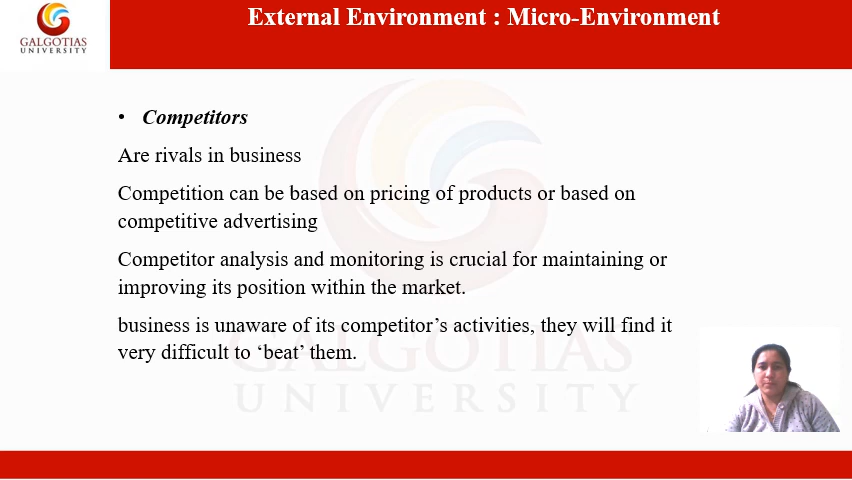 External Environment : Micro-Environment
GALGOTIAS
UNIVERSITY
• Competitors
Are rivals in business
Competition can be based on pricing of products or based on
competitive advertising
Competitor analysis and monitoring is crucial for maintaining or
improving its position within the market.
business is unaware of its competitor’s activities, they will find it
very difficult to ‘beat’ them.
GALGOTIAS
UNIVERSITY